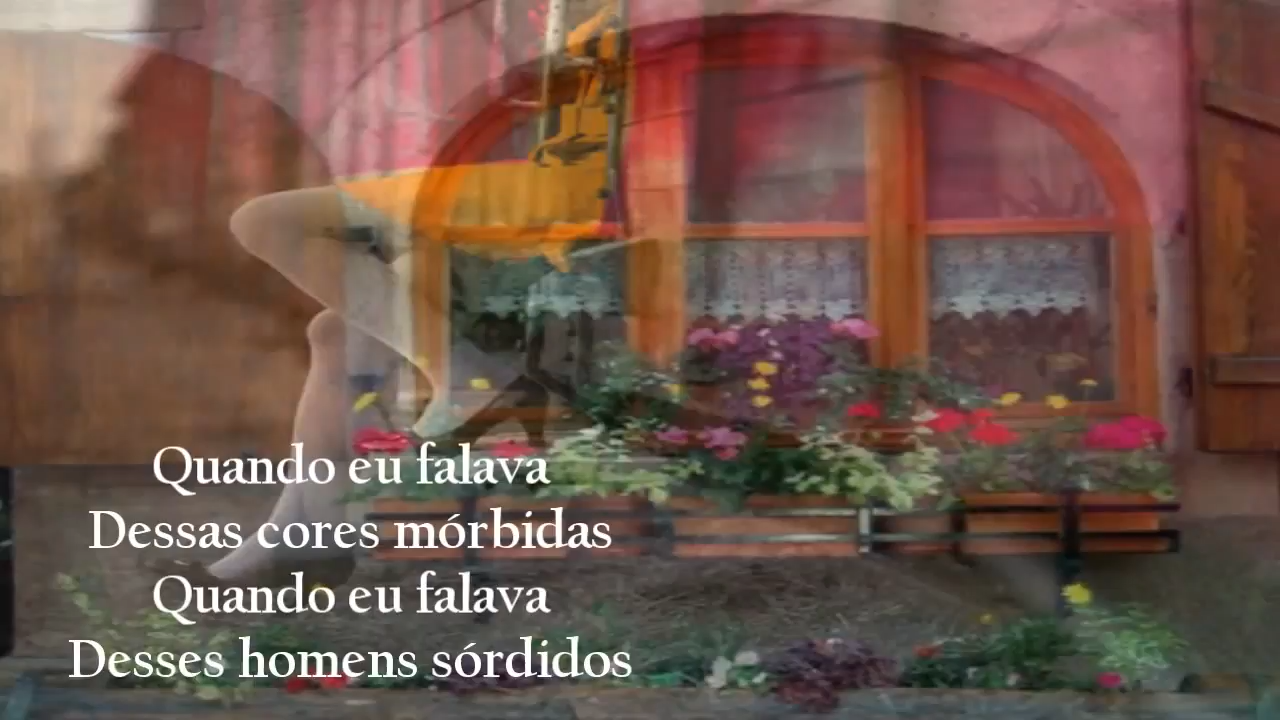 Quando eu falava
Dessas cores mórbidas
Quando eu falava
Desses homens sórdidos